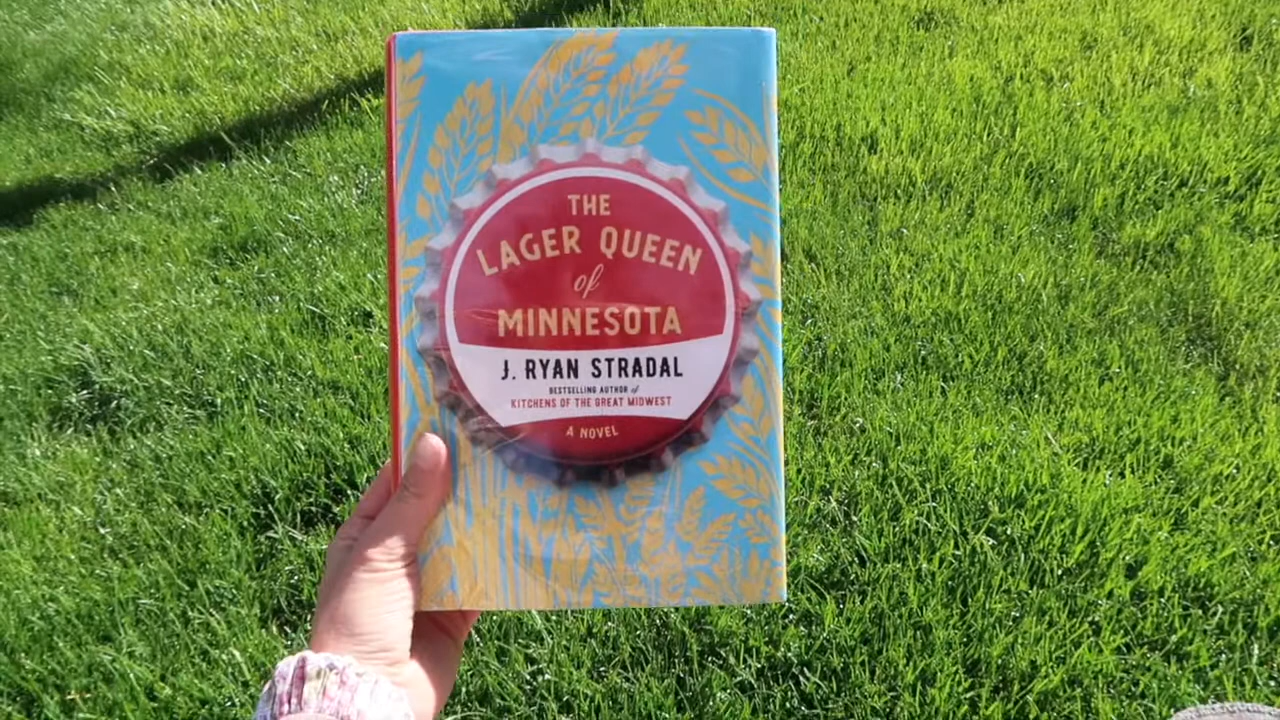 THE
LAGER QUEEN
of
MINNESOTA
J. RYAN STRADAL
BESTSELLING AUTHOR of
KITCHENS OF THE GREAT MIDWEST
A NOVEL